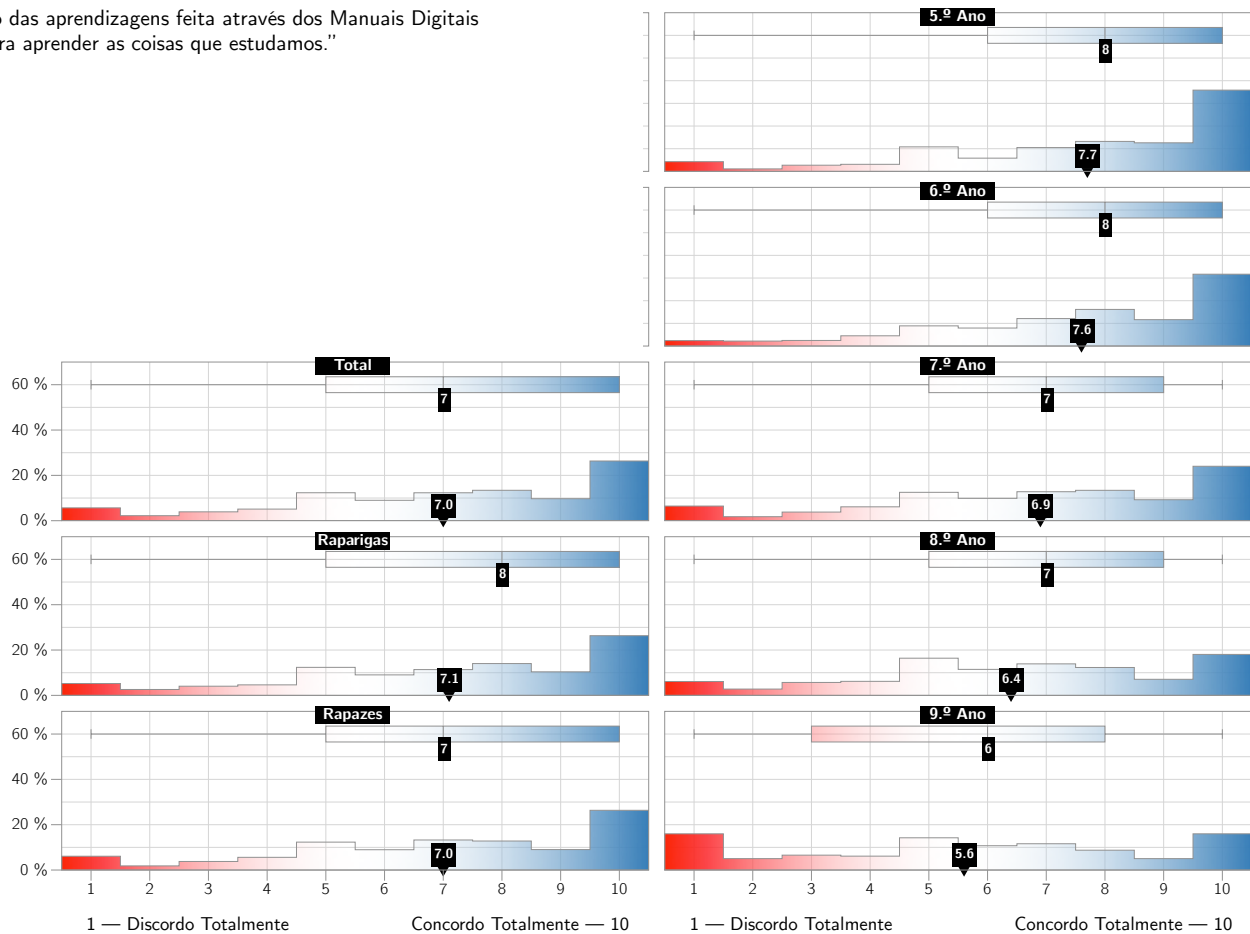 das aprendizagens feita através dos Manuais Digitais
aprender as coisas que estudamos.”
5.º Ano
8
7.7
6.º Ano
8
7.6
Total
60 %
7
40 %
20 %
7.0
0 %
7.º Ano
7
6.9
Raparigas
60 %
8
40 %
20 %
7.1
0 %
8.º Ano
7
6.4
Rapazes
60 %
7
40 %
20 %
7.0
0 %
1 2 3 4 5 6 7 8 9 10
1 — Discordo Totalmente Concordo Totalmente — 10
9.º Ano
6
5.6
1 2 3 4 5 6 7 8 9 10
1 — Discordo Totalmente Concordo Totalmente — 10